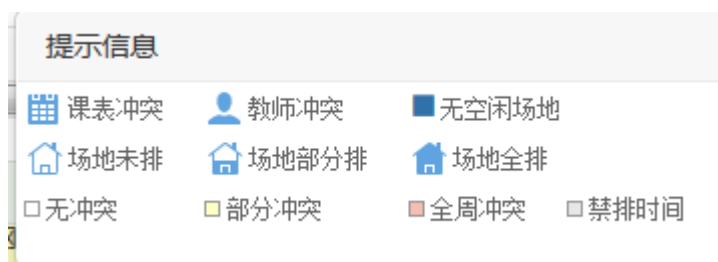 提示信息
课表冲突 教师冲突 无空闲场地
场地未排 场地部分排 场地全排
无冲突 部分冲突 全周冲突 禁排时间